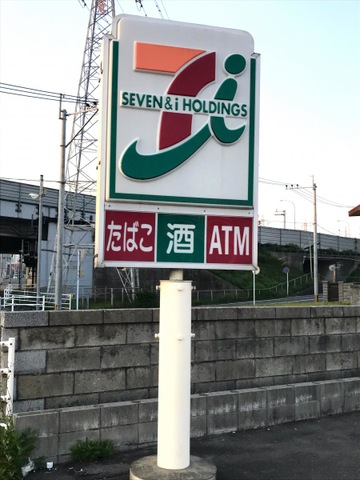 SEVEN & i HOLDINGS
たばこ 酒 ATM